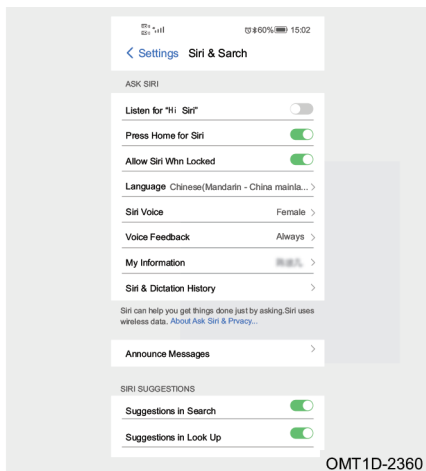 60% 15:02
Settings Siri & Sarch
ASK SIRI
Listen for “Hi Siri”
Press Home for Siri
Allow Siri Whn Locked
Language Chinese(Mandarin - China mainla...
Siri Voice Female
Voice Feedback Always
My Information
Siri & Dictation History
Siri can help you get things done just by asking.Siri uses
wireless data. About Ask Siri & Prvacy...
Announce Messages
SIRI SUGGESTIONS
Suggestions in Search
Suggestions in Look Up
OMT1D-2360